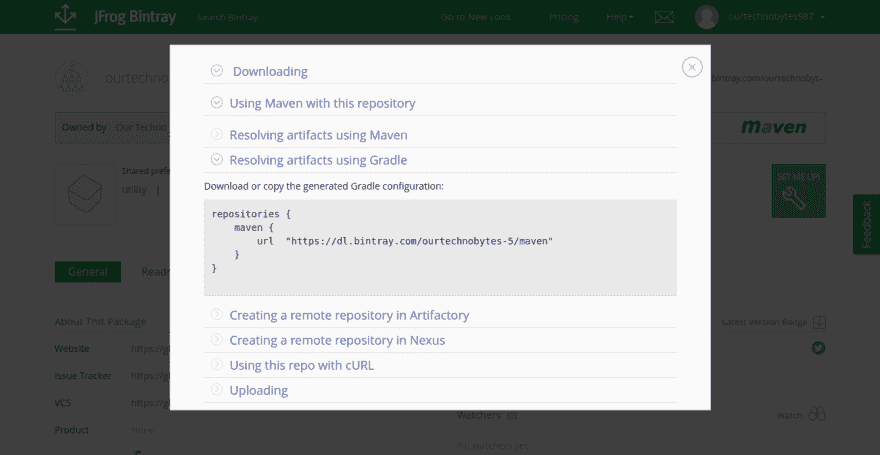 JFrog Bintray
Search Bintray
Go to New Look
Pricing
Help
ourtechnobytes987
ourtechno
bintray.com/ourtechnobyt-
Owned by Our Techno
maven
Shared prefe
utility |
SET ME UP!
Feedback
Downloading
Using Maven with this repository
Resolving artifacts using Maven
Resolving artifacts using Gradle
Download or copy the generated Gradle configuration:
repositories {
maven {
url "https://dl.bintray.com/ourtechnobytes-5/maven"
}
}
Creating a remote repository in Artifactory
Creating a remote repository in Nexus
Using this repo with cURL
Uploading
General
Readm
About This Package
Website https://gi
Issue Tracker https://gi
VCS https://gi
Product None
Latest Version Badge
Watchers
Watch
No watchers yet